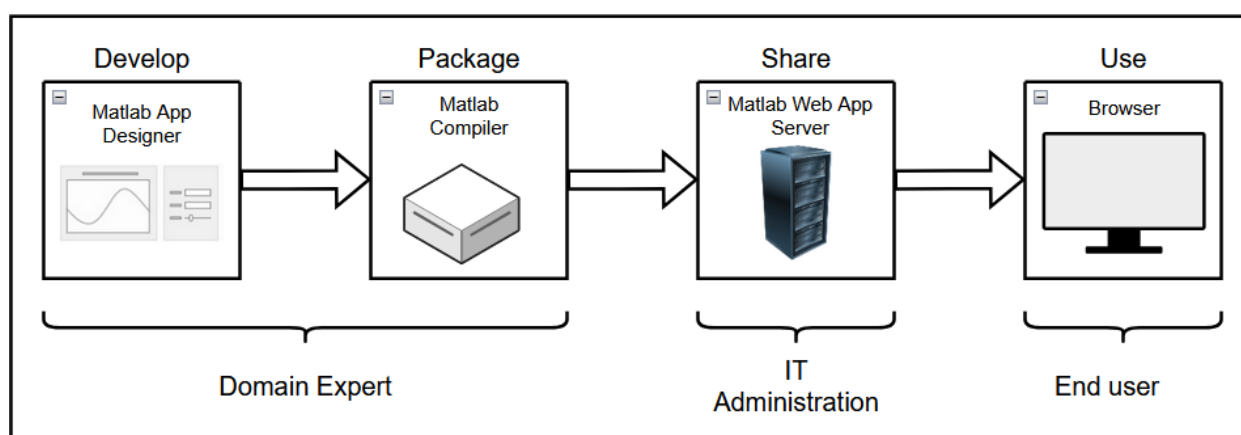 Develop
Package
Share
Use
Matlab App
Designer
Matlab
Compiler
Matlab Web App
Server
Browser
Domain Expert
IT
Administration
End user